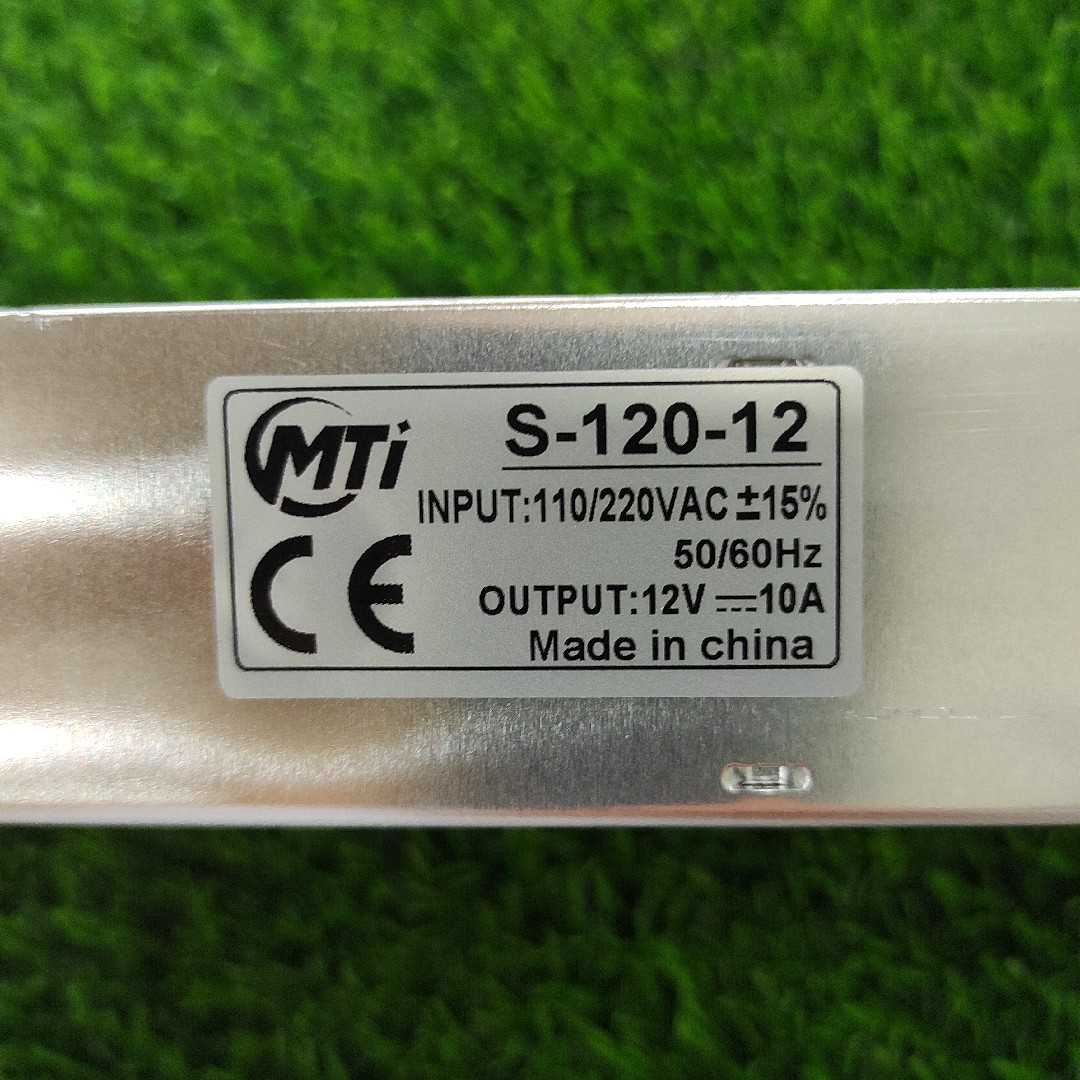 MTi
S-120-12
INPUT:110/220VAC ±15%
50/60Hz
CE
OUTPUT:12V ⎓ 10A
Made in china